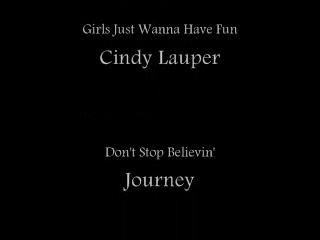 Girls Just Wanna Have Fun
Cindy Lauper
Don't Stop Believin'
Journey